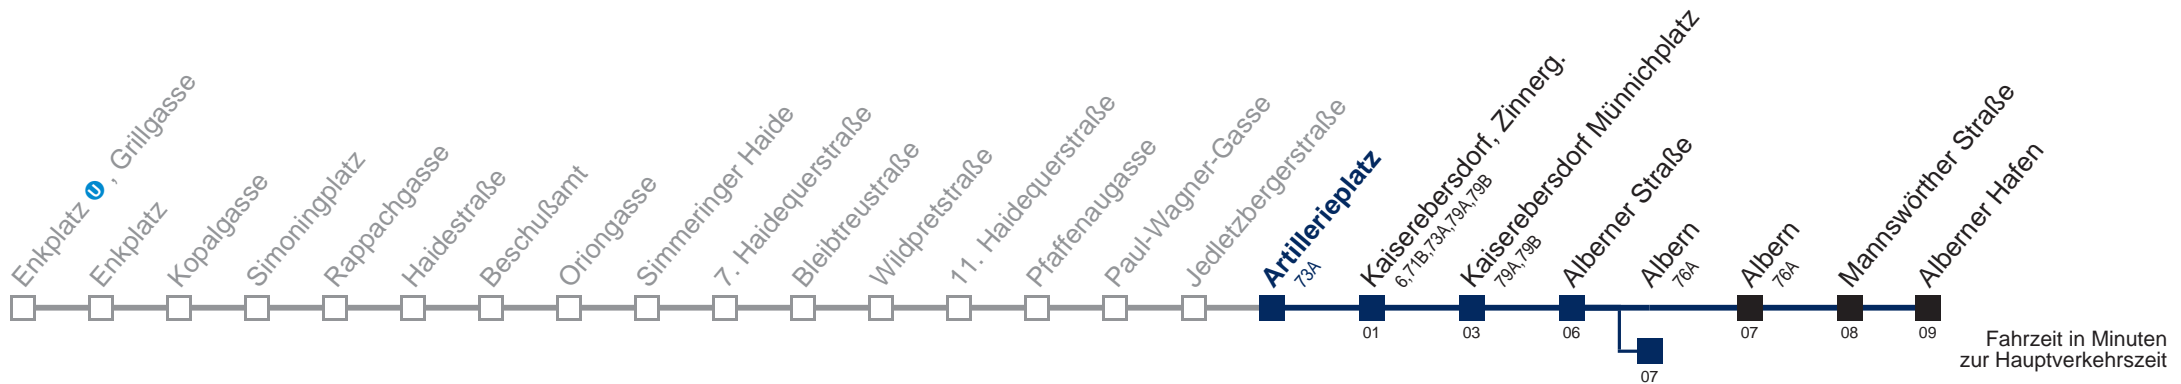 Enkplatz U , Grillgasse
Enkplatz
Kopalgasse
Simoningplatz
Rappachgasse
Haidestraße
Beschußamt
Oriongasse
Simmeringer Haide
7. Haidequerstraße
Bleibtreustraße
Wildpretstraße
11. Haidequerstraße
Pfaffenaugasse
Paul-Wagner-Gasse
Jedletzbergerstraße
Artillerieplatz
73A
Kaiserebersdorf, Zinnerg.
6,71B,73A,79A,79B
Kaiserebersdorf Münnichplatz
79A,79B
Alberner Straße
Albern
76A
Albern
76A
Mannswörther Straße
Alberner Hafen
01
03
06
07
08
09
07
Fahrzeit in Minuten
zur Hauptverkehrszeit